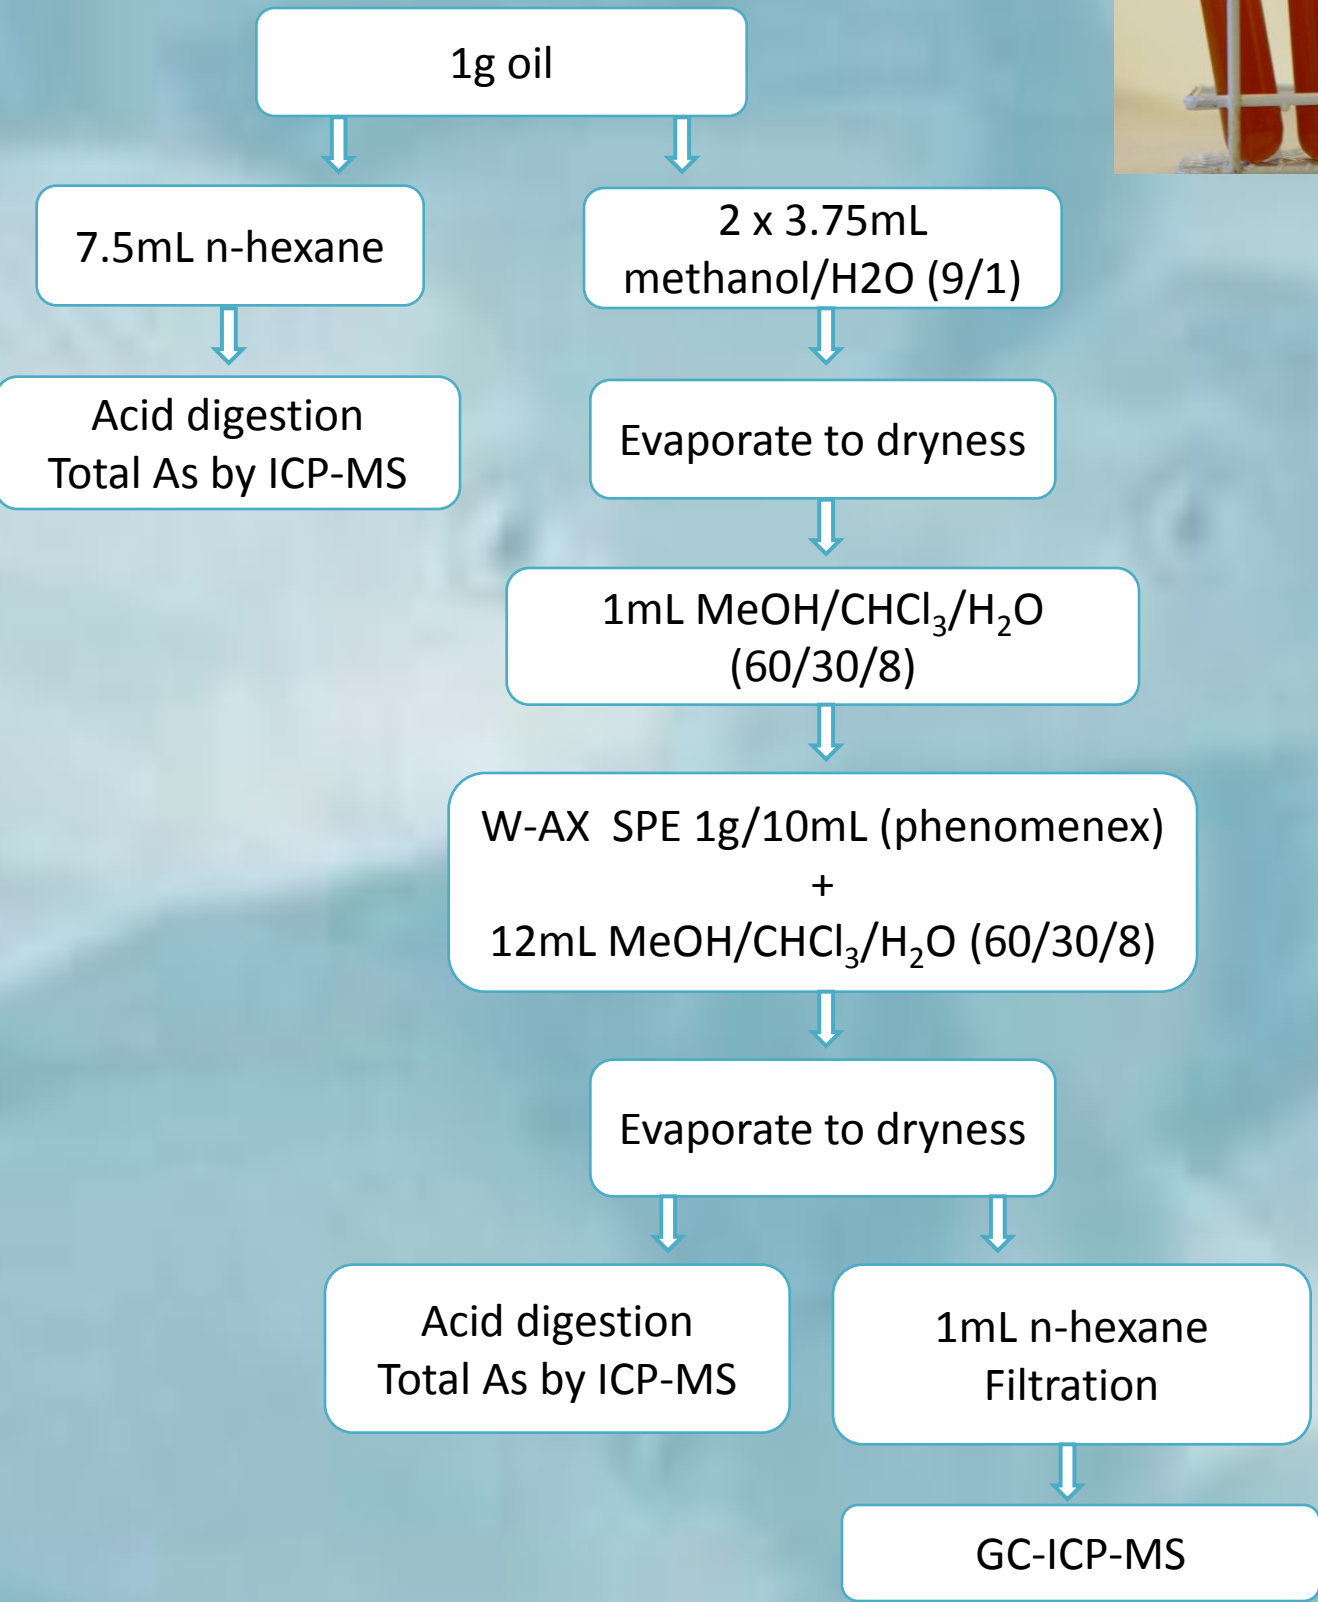 1g oil
7.5mL n-hexane
2 x 3.75mL
methanol/H2O (9/1)
Acid digestion
Total As by ICP-MS
Evaporate to dryness
1mL MeOH/CHCl₃/H₂O
(60/30/8)
W-AX  SPE 1g/10mL (phenomenex)
+
12mL MeOH/CHCl₃/H₂O (60/30/8)
Evaporate to dryness
Acid digestion
Total As by ICP-MS
1mL n-hexane
Filtration
GC-ICP-MS